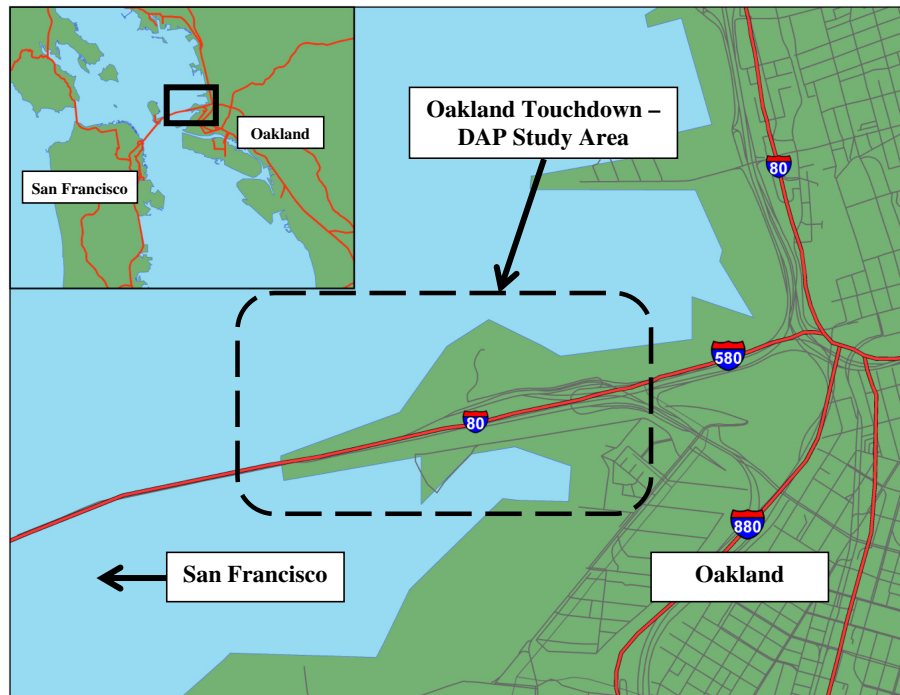 Oakland Touchdown –
DAP Study Area
Oakland
San Francisco
80
580
80
880
San Francisco
Oakland